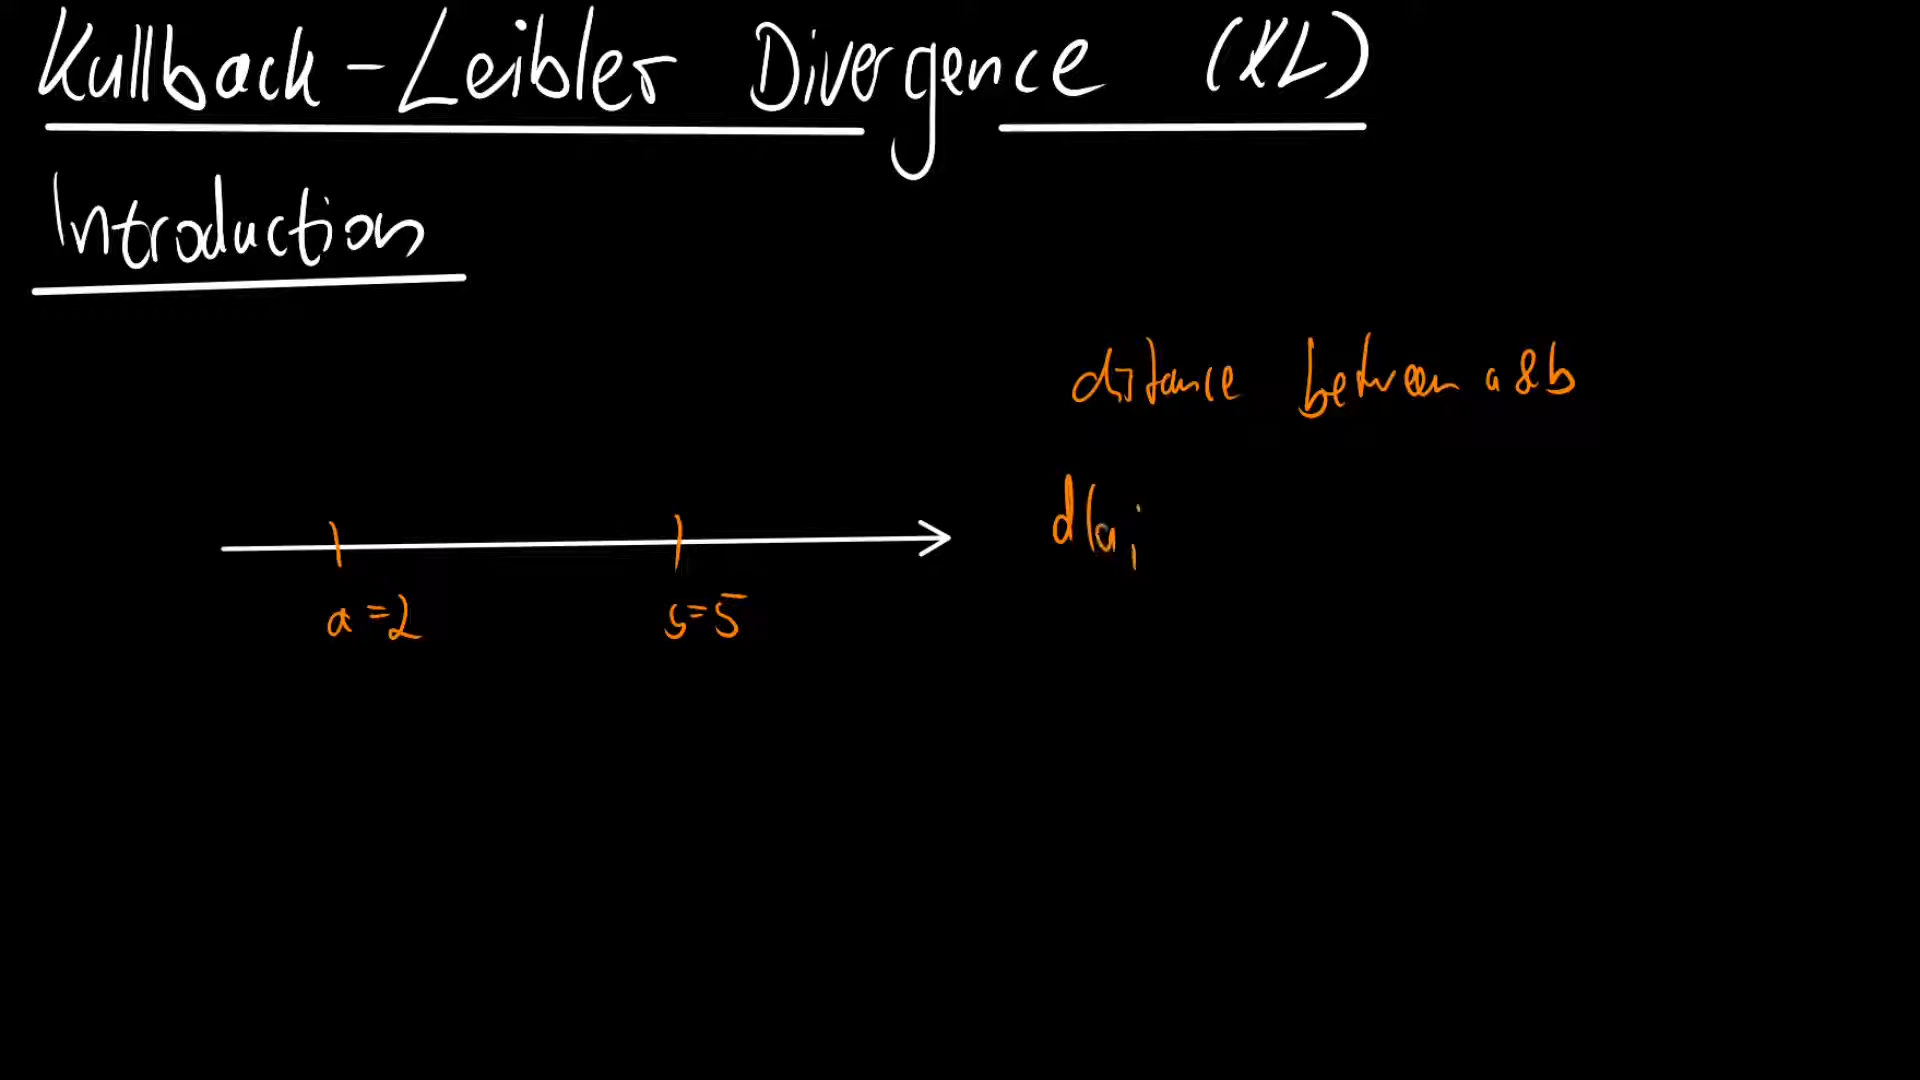 Kullback-Leibler Divergence (KL)
Introduction
distance between a & b
d(a;
a=2 b=5